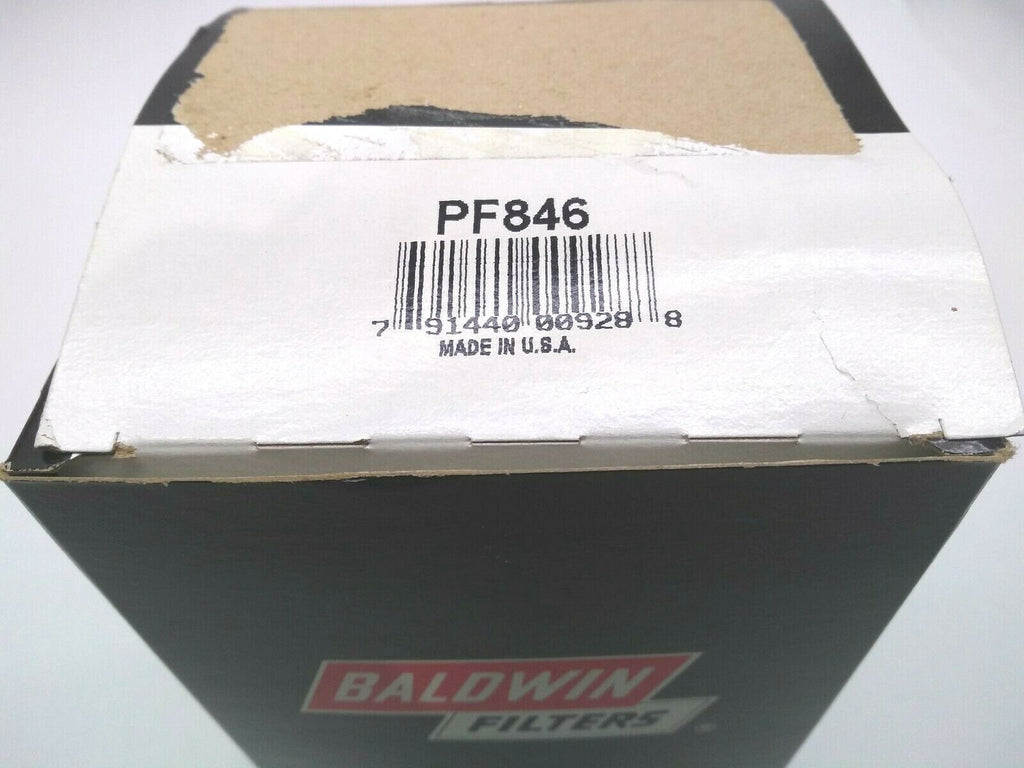 PF846
7 91440 00928 8
MADE IN U.S.A.
BALDWIN
FILTERS®